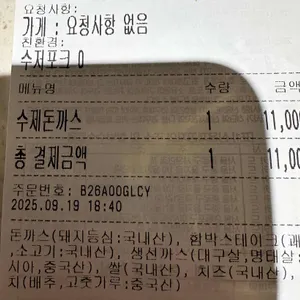 요청사항:
가게 : 요청사항 없음
친환경:
수저포크 O
메뉴명 수량 금액
수제돈까스 1 11,00
총 결제금액 1 11,00
주문번호: B26A00GLCY
2025.09.19 18:40
돈까스(돼지등심:국내산), 함박스테이크(돼
,소고기:국내산), 생선까스(대구살,명태살:
시아,중국산), 쌀(국내산), 치즈(국내산,
치(배추,고춧가루:중국산)